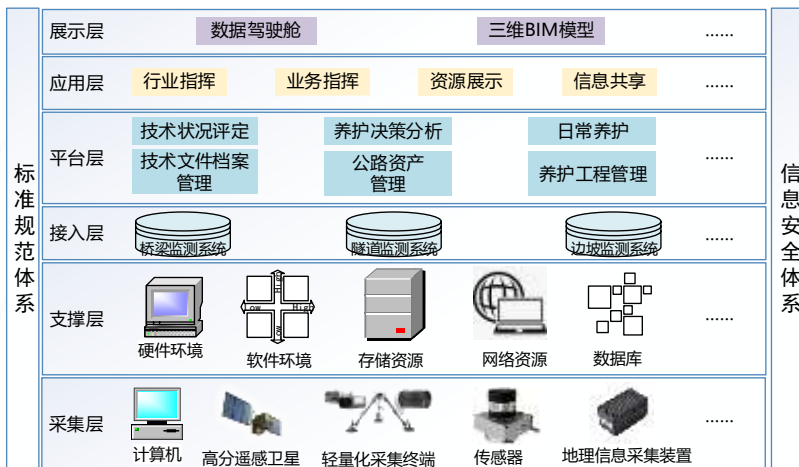 标准规范体系
信息安全体系
展示层
数据驾驶舱
三维BIM模型
......
应用层
行业指挥
业务指挥
资源展示
信息共享
......
平台层
技术状况评定
养护决策分析
日常养护
技术文件档案
管理
公路资产
管理
养护工程管理
......
接入层
桥梁监测系统
隧道监测系统
边坡监测系统
......
支撑层
硬件环境
软件环境
存储资源
网络资源
数据库
......
采集层
计算机
高分遥感卫星
轻量化采集终端
传感器
地理信息采集装置
......